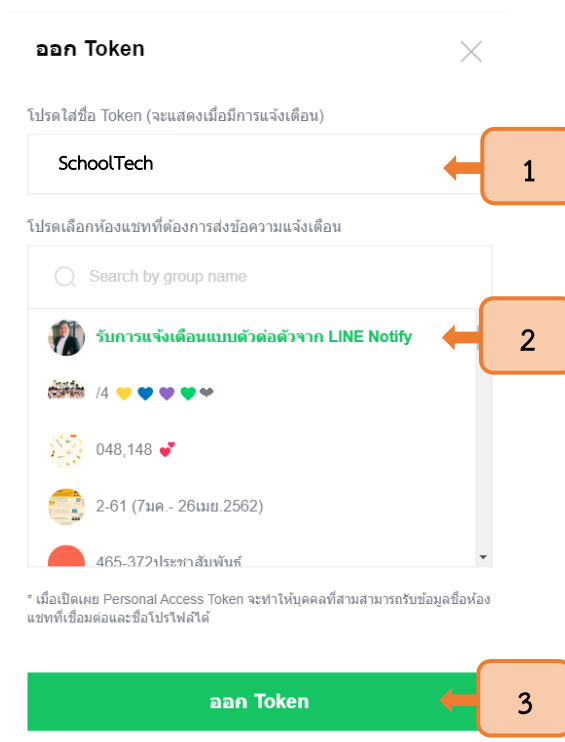 ออก Token
โปรดใส่ชื่อ Token (จะแสดงเมื่อมีการแจ้งเตือน)
SchoolTech
1
โปรดเลือกห้องแชทที่ต้องการส่งข้อความแจ้งเตือน
Search by group name
รับการแจ้งเตือนแบบตัวต่อตัวจาก LINE Notify
2
/4 💛 💙 💜 💚 ❤
048,148 💕
2-61 (7มค.- 26เมย.2562)
465-372ประชาสัมพันธ์
* เมื่อเปิดเผย Personal Access Token จะทำให้บุคคลที่สามสามารถรับข้อมูลชื่อห้อง
แชทที่เชื่อมต่อและชื่อโปรไฟล์ได้
ออก Token
3